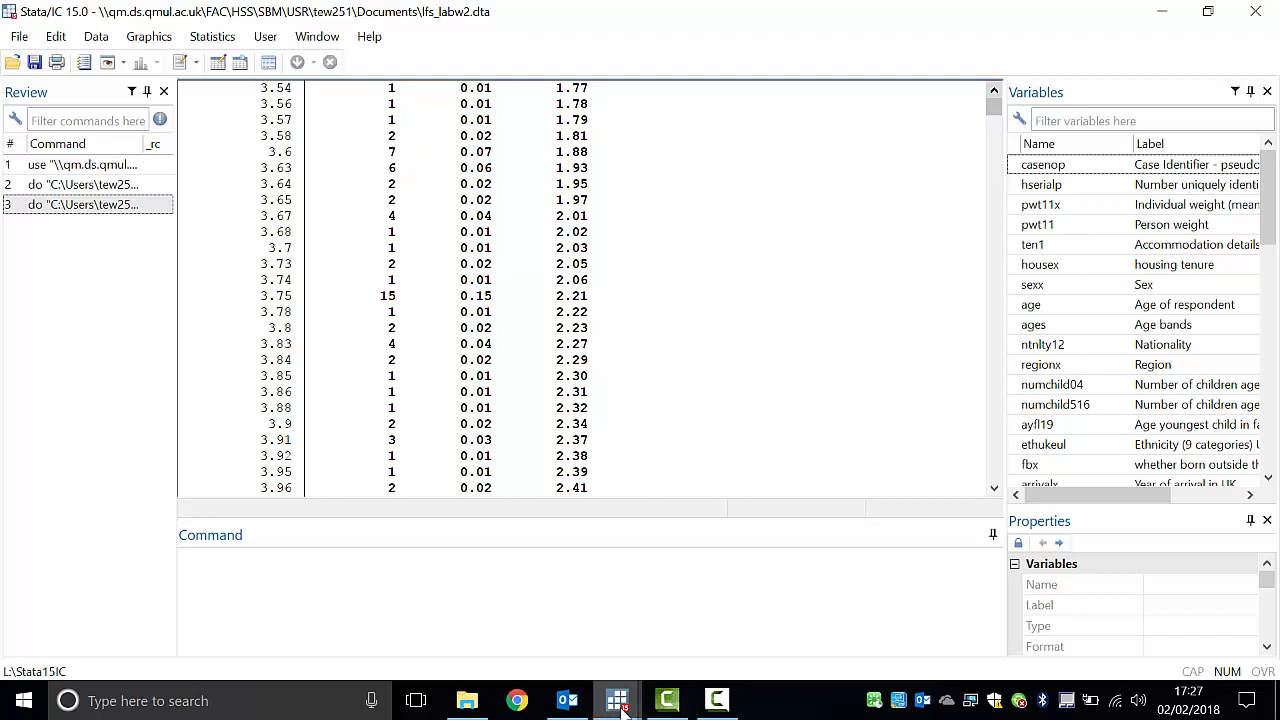 Stata/IC 15.0 - \\qm.ds.qmul.ac.uk\FAC\HSS\SBM\USR\tew251\Documents\lfs_labw2.dta
File Edit Data Graphics Statistics User Window Help
Review
Filter commands here
# Command _rc
1 use "\\qm.ds.qmul....
2 do "C:\Users\tew25...
3 do "C:\Users\tew25...
3.54 1 0.01 1.77
3.56 1 0.01 1.78
3.57 1 0.01 1.79
3.58 2 0.02 1.81
3.6 7 0.07 1.88
3.63 6 0.06 1.93
3.64 2 0.02 1.95
3.65 2 0.02 1.97
3.67 4 0.04 2.01
3.68 1 0.01 2.02
3.7 1 0.01 2.03
3.73 2 0.02 2.05
3.74 1 0.01 2.06
3.75 15 0.15 2.21
3.78 1 0.01 2.22
3.8 2 0.02 2.23
3.83 4 0.04 2.27
3.84 2 0.02 2.29
3.85 1 0.01 2.30
3.86 1 0.01 2.31
3.88 1 0.01 2.32
3.9 2 0.02 2.34
3.91 3 0.03 2.37
3.92 1 0.01 2.38
3.95 1 0.01 2.39
3.96 2 0.02 2.41
Command
Variables
Filter variables here
Name Label
casenop Case Identifier - pseudo
hserialp Number uniquely identi
pwt11x Individual weight (mean
pwt11 Person weight
ten1 Accommodation details
housex housing tenure
sexx Sex
age Age of respondent
ages Age bands
ntnlty12 Nationality
regionx Region
numchild04 Number of children age
numchild516 Number of children age
ayfl19 Age youngest child in fa
ethukeul Ethnicity (9 categories) U
fbx whether born outside th
arrivalx Year of arrival in UK
Properties
Variables
Name
Label
Type
Format
L:\Stata15IC
CAP NUM OVR
Type here to search
17:27
02/02/2018